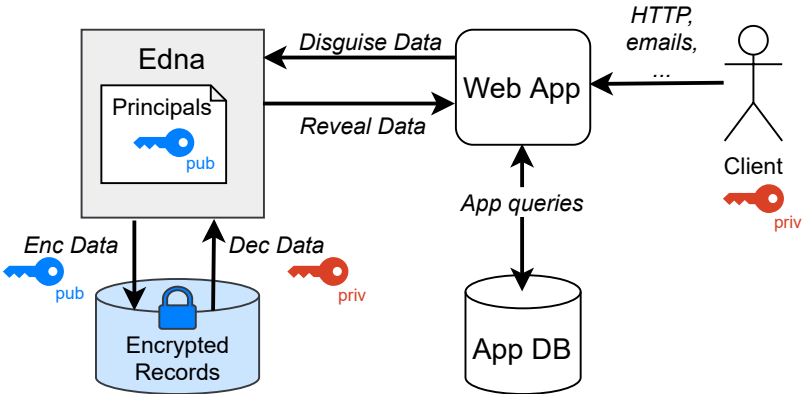 Edna
Principals
pub
Disguise Data
Reveal Data
Web App
HTTP,
emails,
...
Client
priv
App queries
Enc Data
pub
Dec Data
priv
Encrypted
Records
App DB